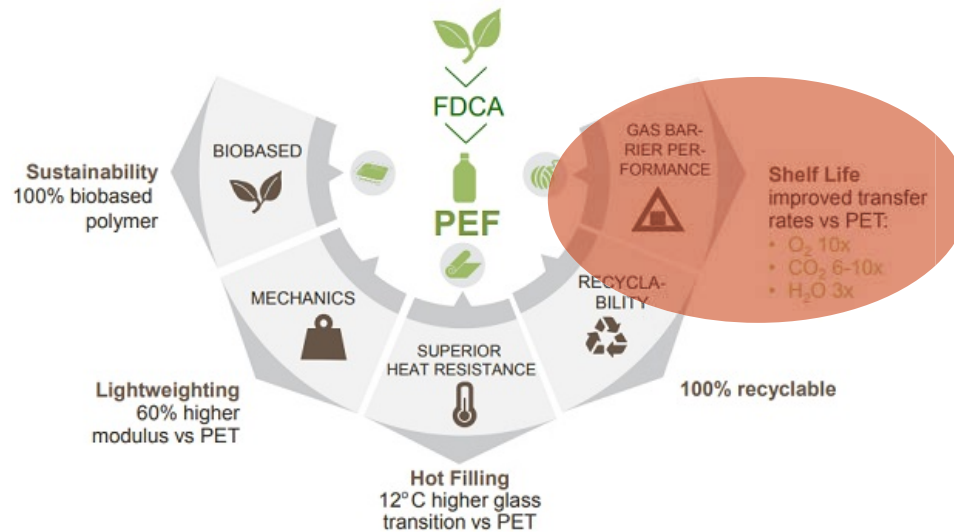 FDCA
PEF
BIOBASED
Sustainability
100% biobased
polymer
MECHANICS
Lightweighting
60% higher
modulus vs PET
SUPERIOR
HEAT RESISTANCE
Hot Filling
12°C higher glass
transition vs PET
RECYCLA-
BILITY
100% recyclable
GAS BAR-
RIER PER-
FORMANCE
Shelf Life
improved transfer
rates vs PET:
• O₂ 10x
• CO₂ 6-10x
• H₂O 3x